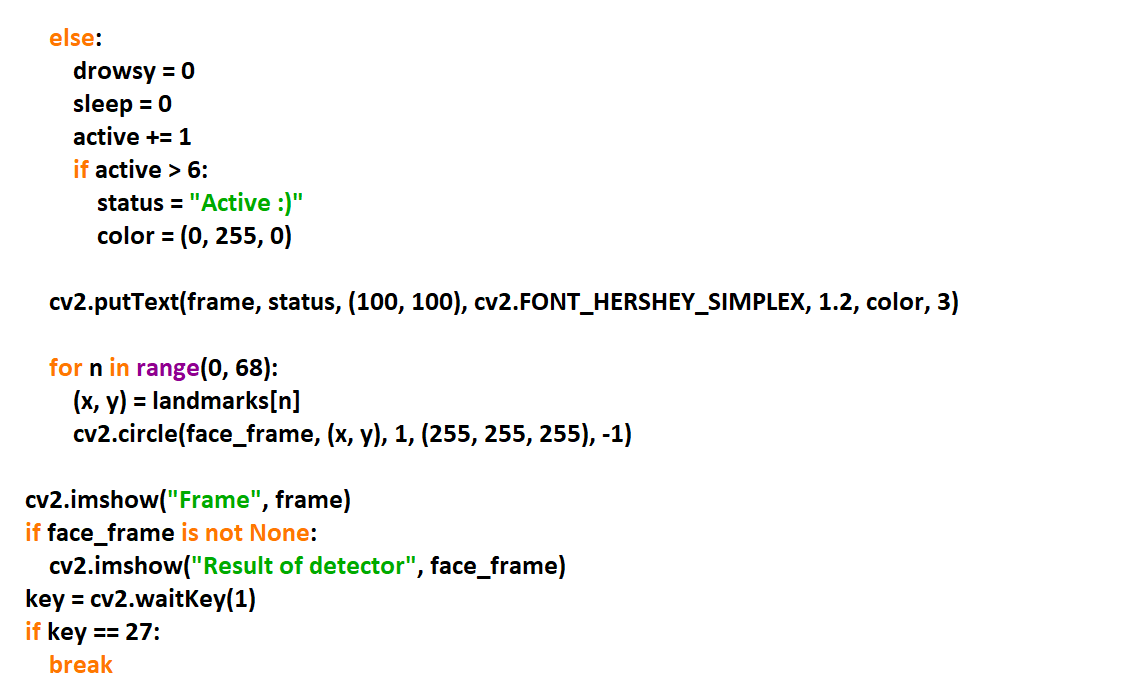 else:
drowsy = 0
sleep = 0
active += 1
if active > 6:
status = "Active :)"
color = (0, 255, 0)
cv2.putText(frame, status, (100, 100), cv2.FONT_HERSHEY_SIMPLEX, 1.2, color, 3)
for n in range(0, 68):
(x, y) = landmarks[n]
cv2.circle(face_frame, (x, y), 1, (255, 255, 255), -1)
cv2.imshow("Frame", frame)
if face_frame is not None:
cv2.imshow("Result of detector", face_frame)
key = cv2.waitKey(1)
if key == 27:
break